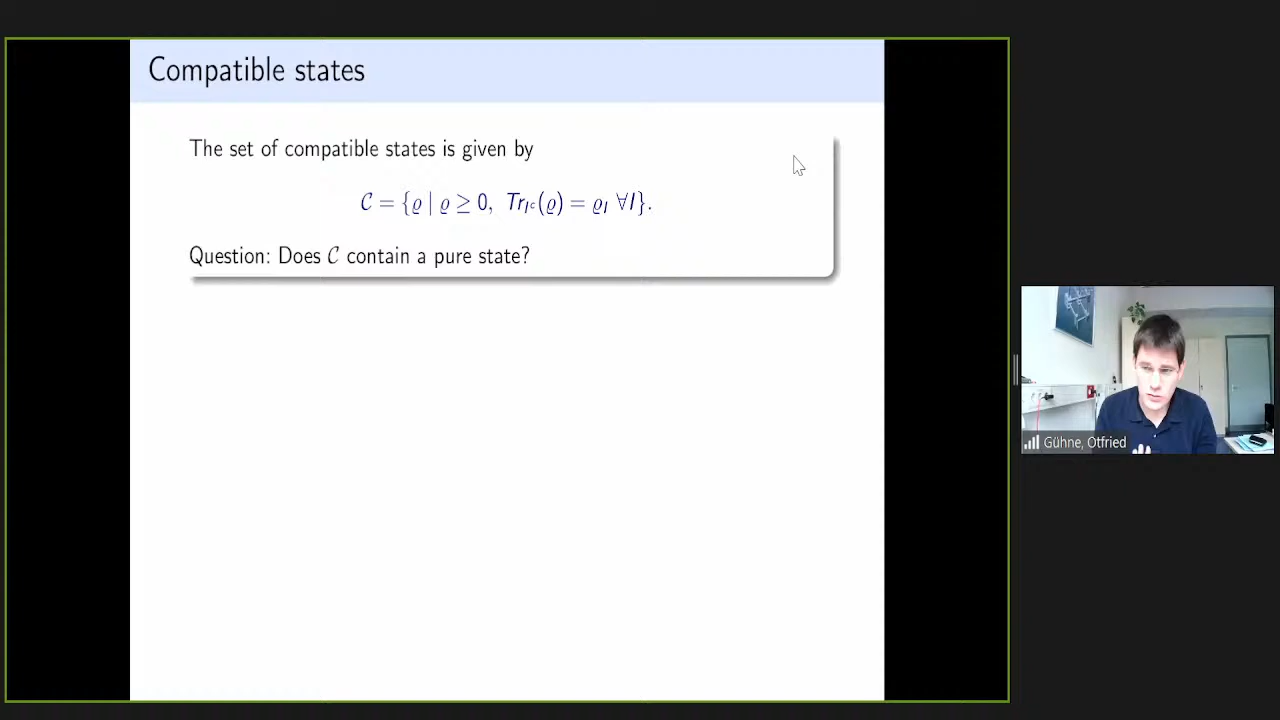 Compatible states
The set of compatible states is given by
𝒞 = {ϱ | ϱ ≥ 0, Tr_{I^c}(ϱ) = ϱ_I ∀I}.
Question: Does 𝒞 contain a pure state?
Gühne, Otfried